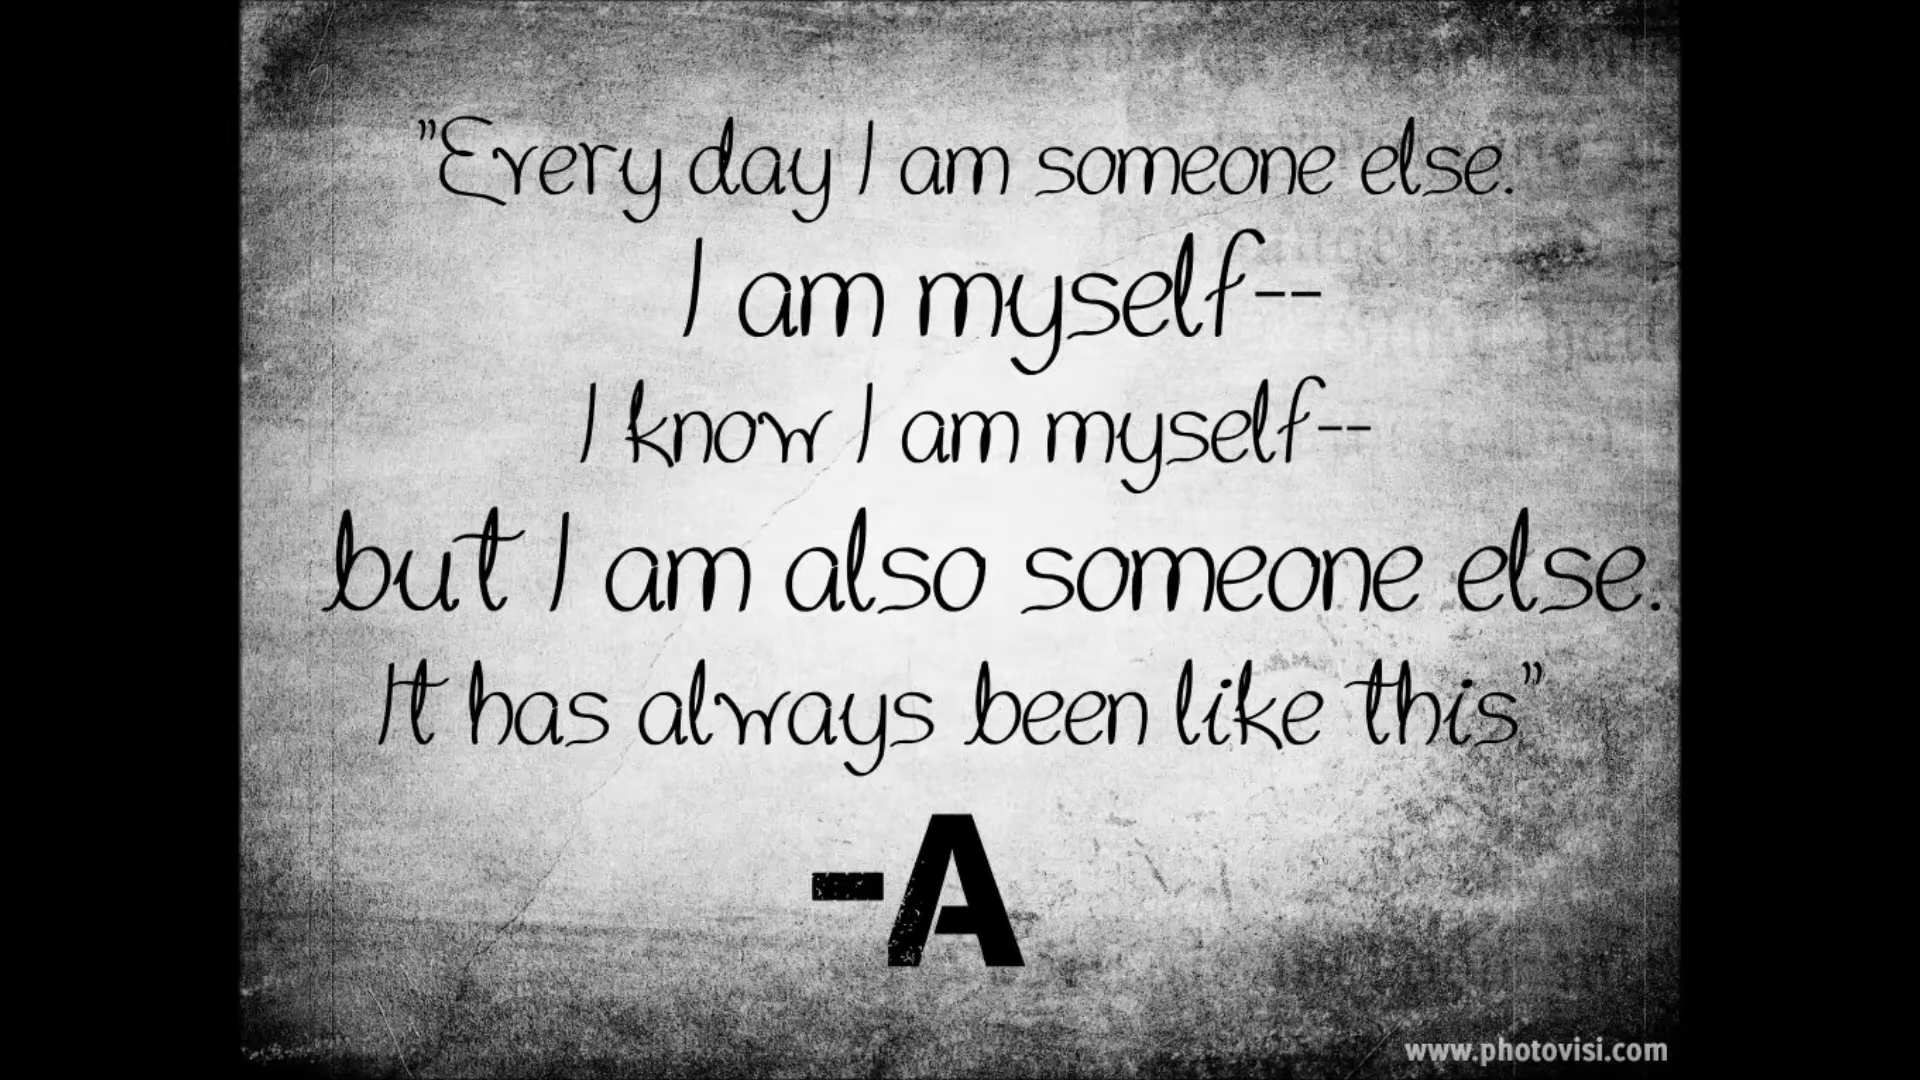 "Every day I am someone else.
I am myself--
I know I am myself--
but I am also someone else.
It has always been like this"
-A
www.photovisi.com